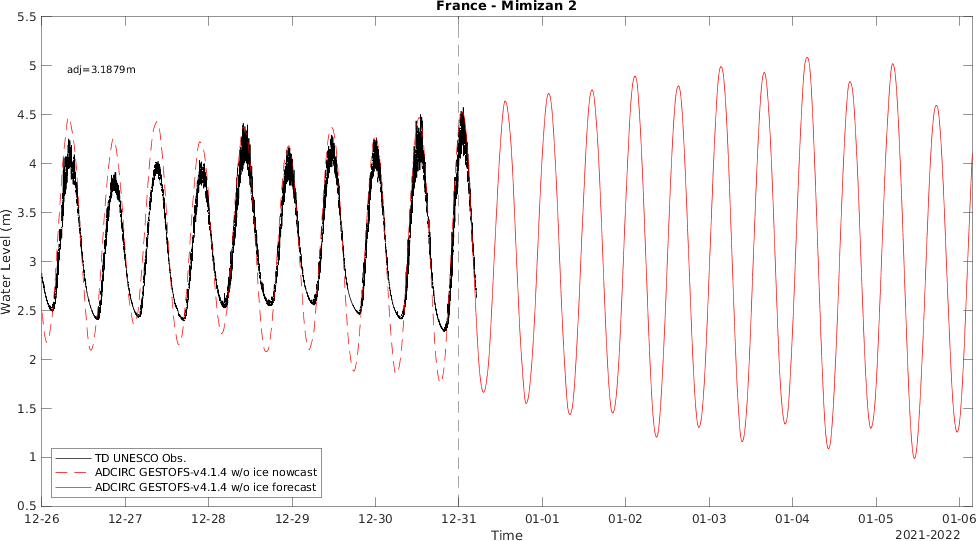 France - Mimizan 2
adj=3.1879m
5.5
5
4.5
4
3.5
3
2.5
2
1.5
1
0.5
Water Level (m)
TD UNESCO Obs.
ADCIRC GESTOFS-v4.1.4 w/o ice nowcast
ADCIRC GESTOFS-v4.1.4 w/o ice forecast
12-26 12-27 12-28 12-29 12-30 12-31 01-01 01-02 01-03 01-04 01-05 01-06
Time
2021-2022